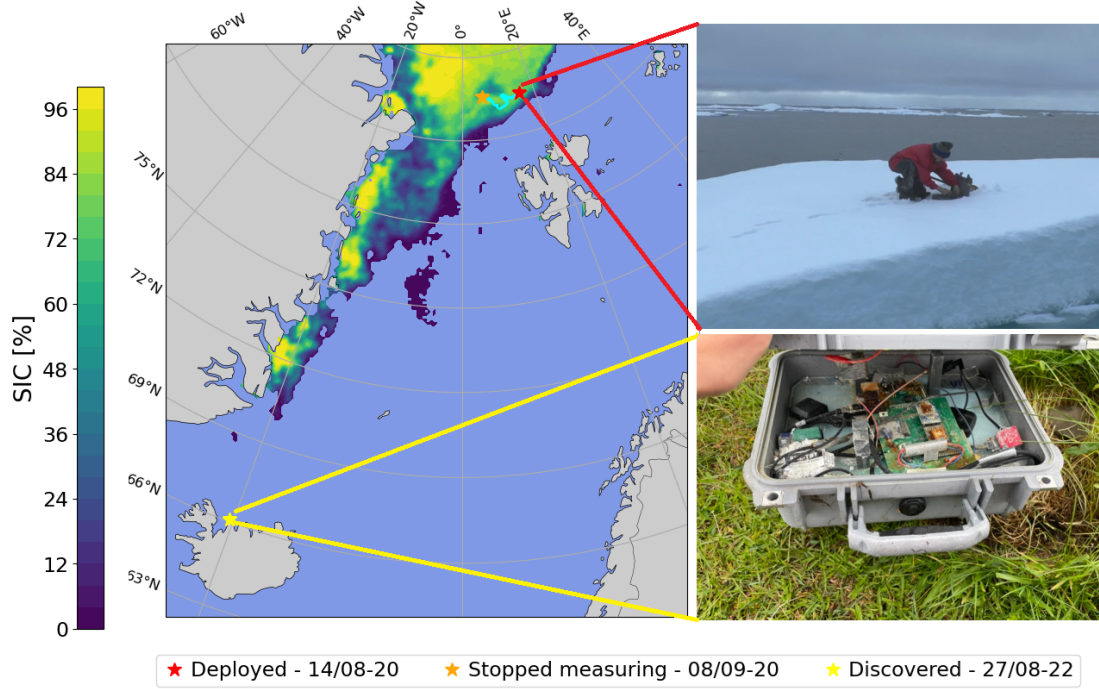 60°W
40°W
20°W
0°
20°E
40°E
75°N
72°N
69°N
66°N
63°N
96
84
72
60
48
36
24
12
0
SIC [%]
Deployed - 14/08-20
Stopped measuring - 08/09-20
Discovered - 27/08-22